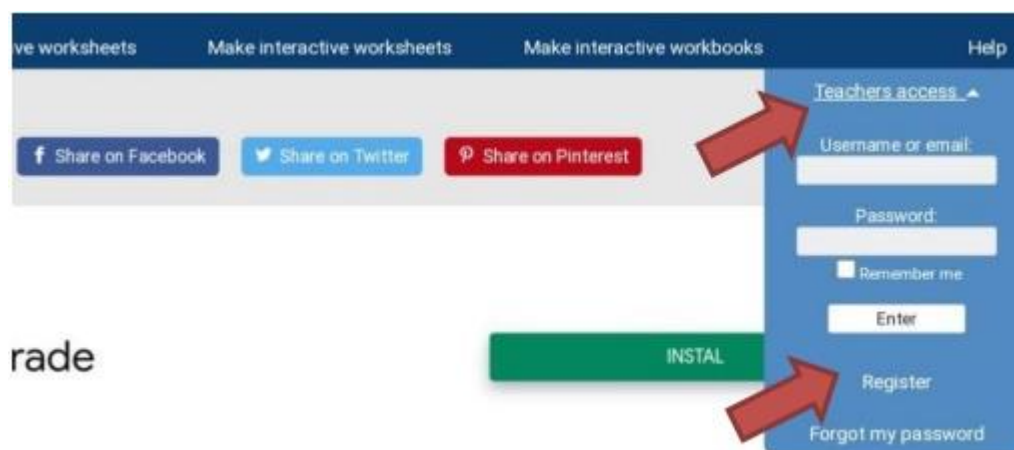 ve worksheets Make interactive worksheets Make interactive workbooks Help
Teachers access
Share on Facebook Share on Twitter Share on Pinterest
Username or email:
Password:
Remember me
Enter
rade INSTAL
Register
Forgot my password